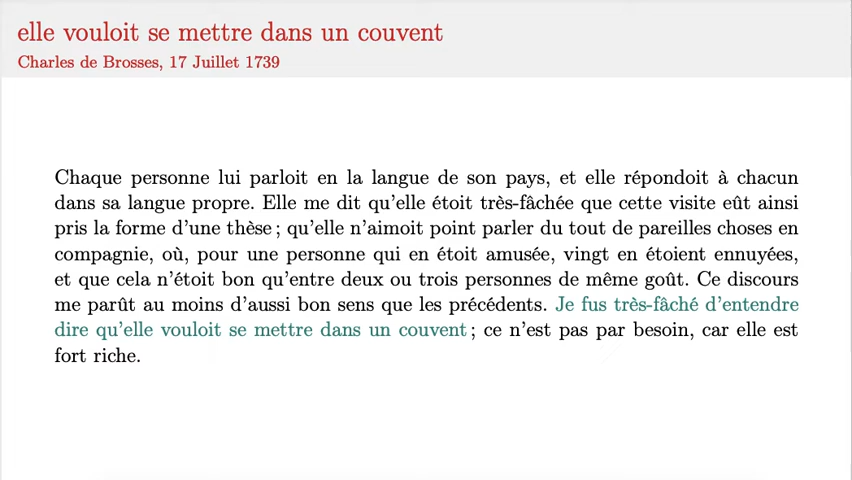 elle vouloit se mettre dans un couvent
Charles de Brosses, 17 Juillet 1739
Chaque personne lui parloit en la langue de son pays, et elle répondoit à chacun
dans sa langue propre. Elle me dit qu'elle étoit très-fâchée que cette visite eût ainsi
pris la forme d'une thèse ; qu'elle n'aimoit point parler du tout de pareilles choses en
compagnie, où, pour une personne qui en étoit amusée, vingt en étoient ennuyées,
et que cela n'étoit bon qu'entre deux ou trois personnes de même goût. Ce discours
me parût au moins d'aussi bon sens que les précédents. Je fus très-fâché d'entendre
dire qu'elle vouloit se mettre dans un couvent ; ce n'est pas par besoin, car elle est
fort riche.